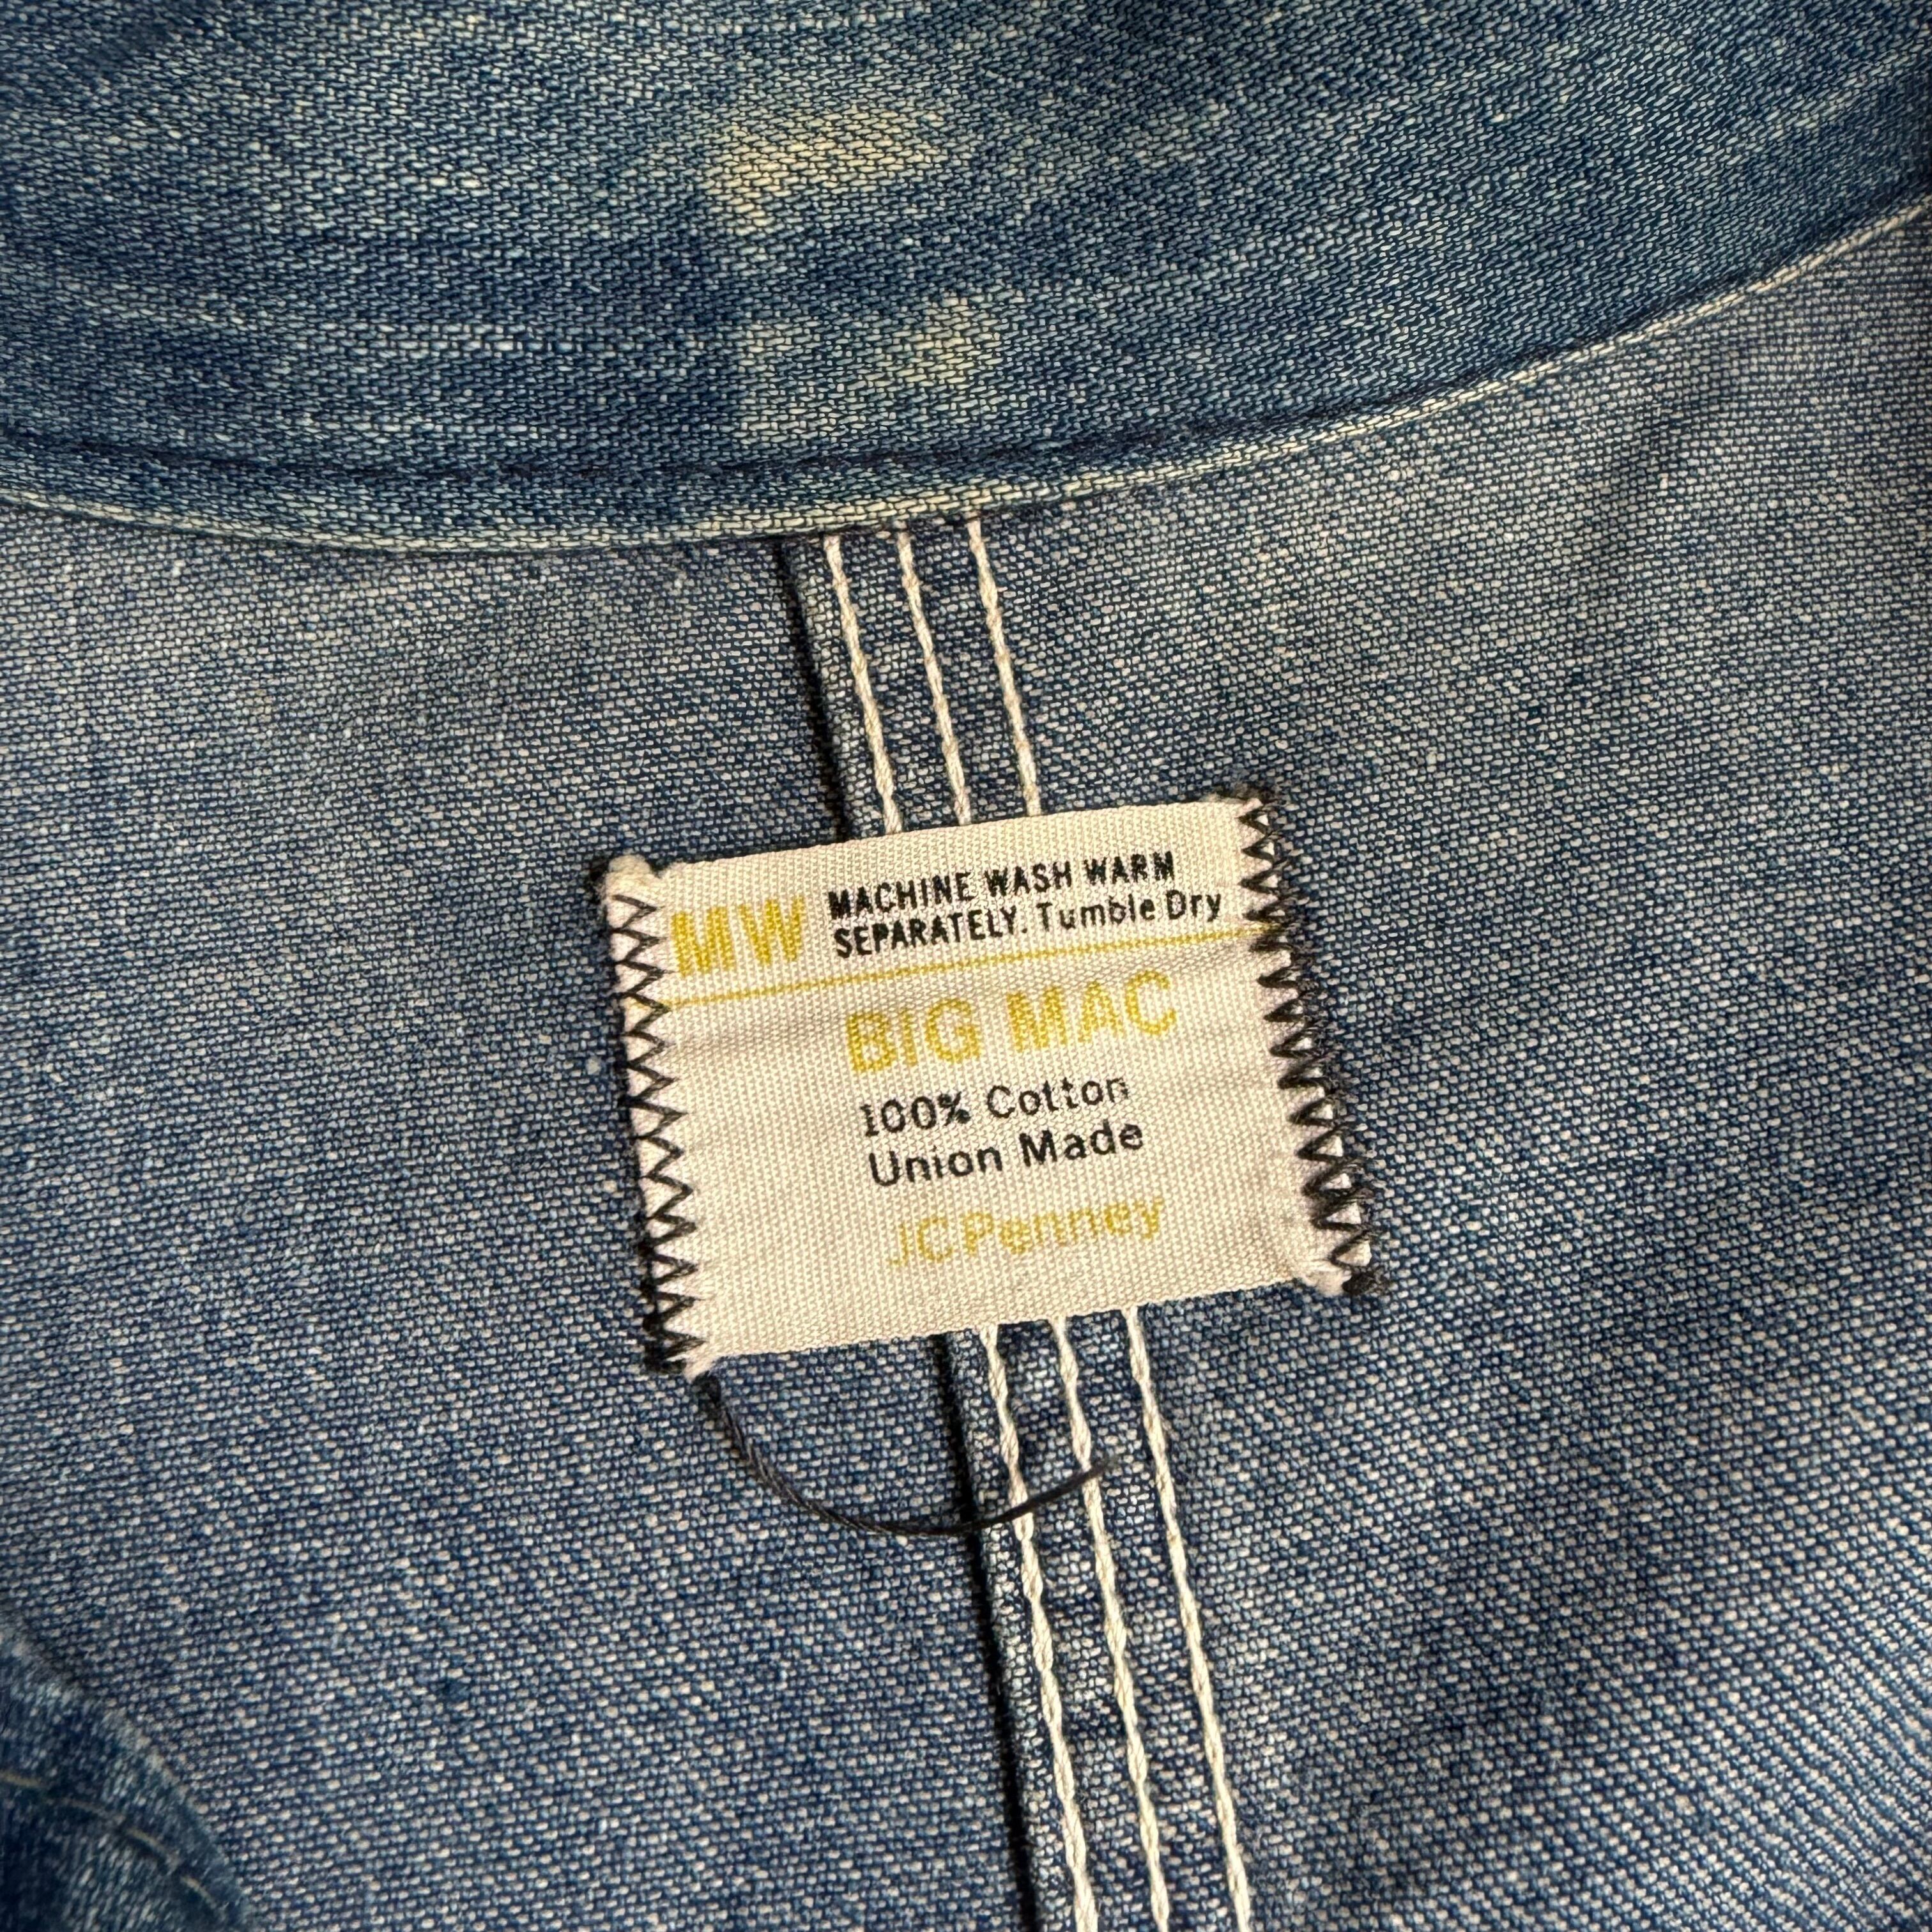 MW MACHINE WASH WARM
SEPARATELY. Tumble Dry
BIG MAC
100% Cotton
Union Made
JCPenney